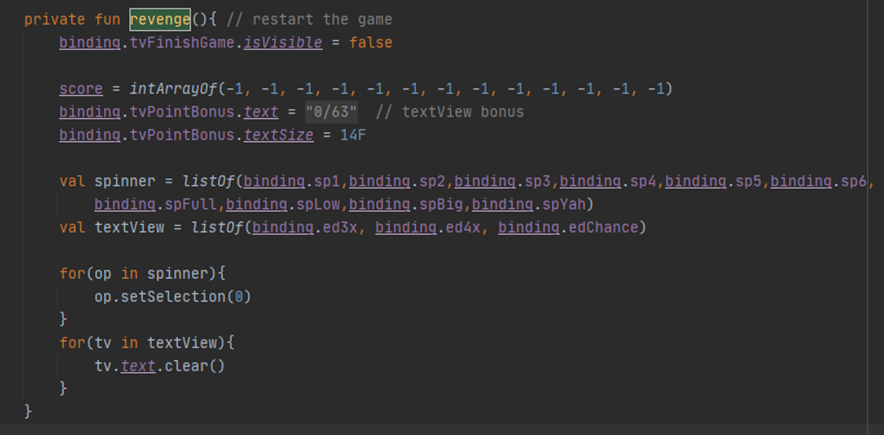 private fun revenge(){ // restart the game
binding.tvFinishGame.isVisible = false
score = intArrayOf(-1, -1, -1, -1, -1, -1, -1, -1, -1, -1, -1, -1, -1)
binding.tvPointBonus.text = "0/63"  // textView bonus
binding.tvPointBonus.textSize = 14F
val spinner = listOf(binding.sp1,binding.sp2,binding.sp3,binding.sp4,binding.sp5,binding.sp6,
binding.spFull,binding.spLow,binding.spBig,binding.spYah)
val textView = listOf(binding.ed3x, binding.ed4x, binding.edChance)
for(op in spinner){
op.setSelection(0)
}
for(tv in textView){
tv.text.clear()
}
}